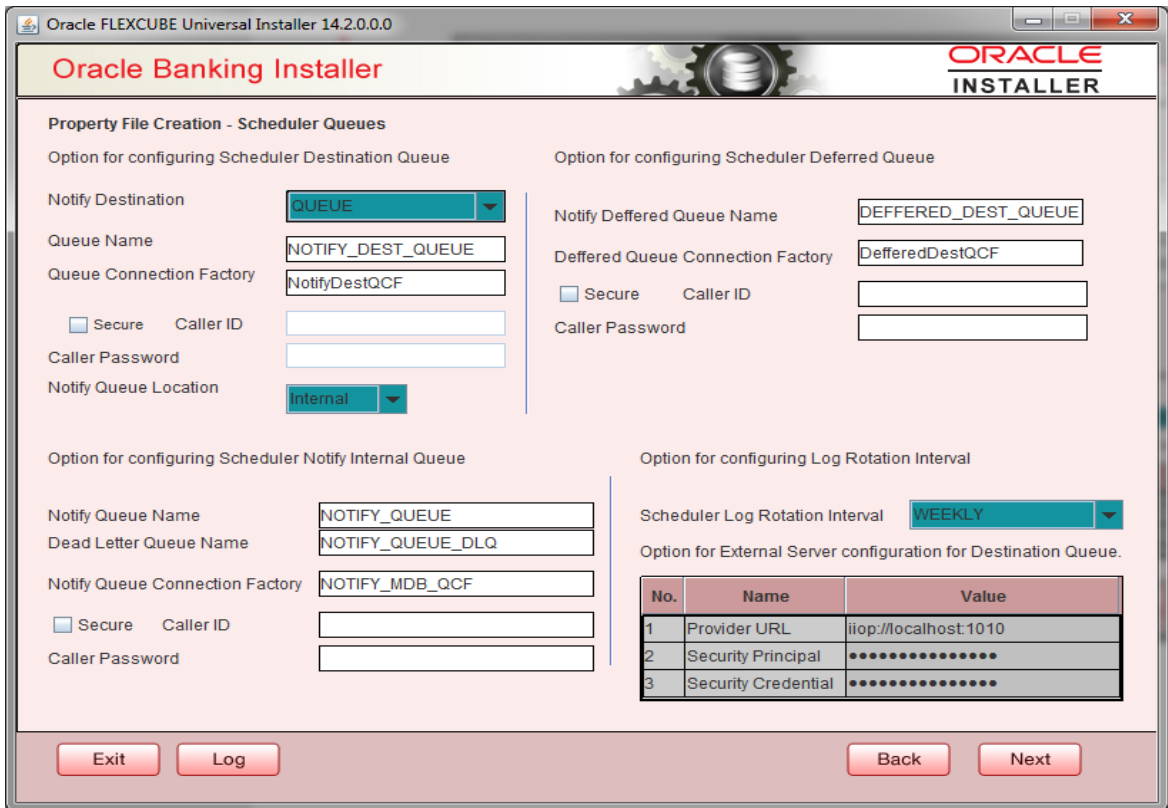 Oracle FLEXCUBE Universal Installer 14.2.0.0.0
Oracle Banking Installer
ORACLE
INSTALLER
Property File Creation - Scheduler Queues
Option for configuring Scheduler Destination Queue
Notify Destination
QUEUE
Queue Name
NOTIFY_DEST_QUEUE
Queue Connection Factory
NotifyDestQCF
Secure Caller ID
Caller Password
Notify Queue Location
Internal
Option for configuring Scheduler Deferred Queue
Notify Deffered Queue Name
DEFFERED_DEST_QUEUE
Deffered Queue Connection Factory
DefferedDestQCF
Secure Caller ID
Caller Password
Option for configuring Scheduler Notify Internal Queue
Notify Queue Name
NOTIFY_QUEUE
Dead Letter Queue Name
NOTIFY_QUEUE_DLQ
Notify Queue Connection Factory
NOTIFY_MDB_QCF
Secure Caller ID
Caller Password
Option for configuring Log Rotation Interval
Scheduler Log Rotation Interval
WEEKLY
Option for External Server configuration for Destination Queue.
No. Name Value
1 Provider URL iiop://localhost:1010
2 Security Principal •••••••••••••••
3 Security Credential •••••••••••••••
Exit Log Back Next